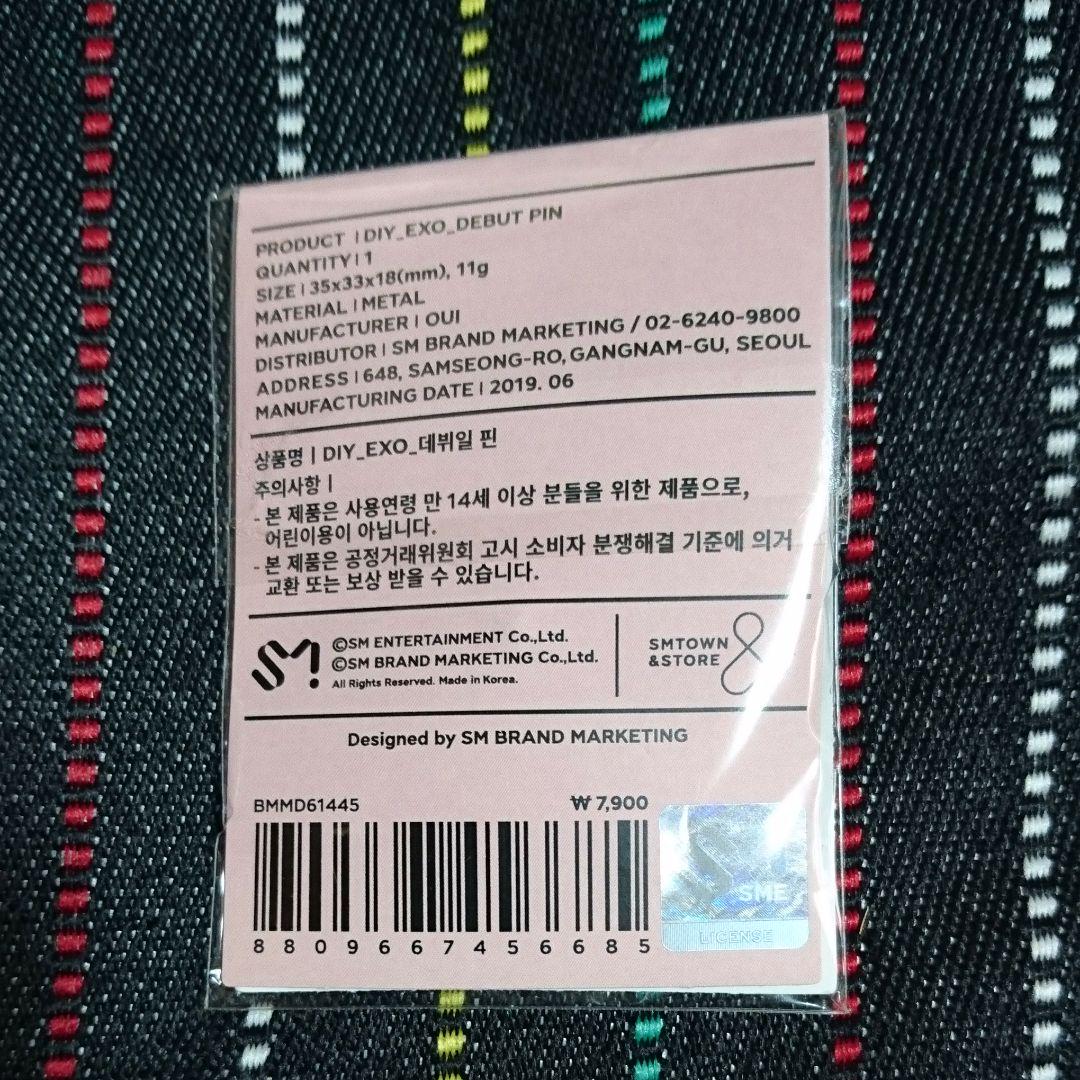 PRODUCT | DIY_EXO_DEBUT PIN
QUANTITY | 1
SIZE | 35x33x18(mm), 11g
MATERIAL | METAL
MANUFACTURER | OUI
DISTRIBUTOR | SM BRAND MARKETING / 02-6240-9800
ADDRESS | 648, SAMSEONG-RO, GANGNAM-GU, SEOUL
MANUFACTURING DATE | 2019. 06
상품명 | DIY_EXO_데뷔일 핀
주의사항 |
- 본 제품은 사용연령 만 14세 이상 분들을 위한 제품으로,
어린이용이 아닙니다.
- 본 제품은 공정거래위원회 고시 소비자 분쟁해결 기준에 의거
교환 또는 보상 받을 수 있습니다.
SM!
©SM ENTERTAINMENT Co.,Ltd.
©SM BRAND MARKETING Co.,Ltd.
All Rights Reserved. Made in Korea.
SMTOWN
&STORE
Designed by SM BRAND MARKETING
BMMD61445
₩ 7,900
8809667456685
SME
LICENSE